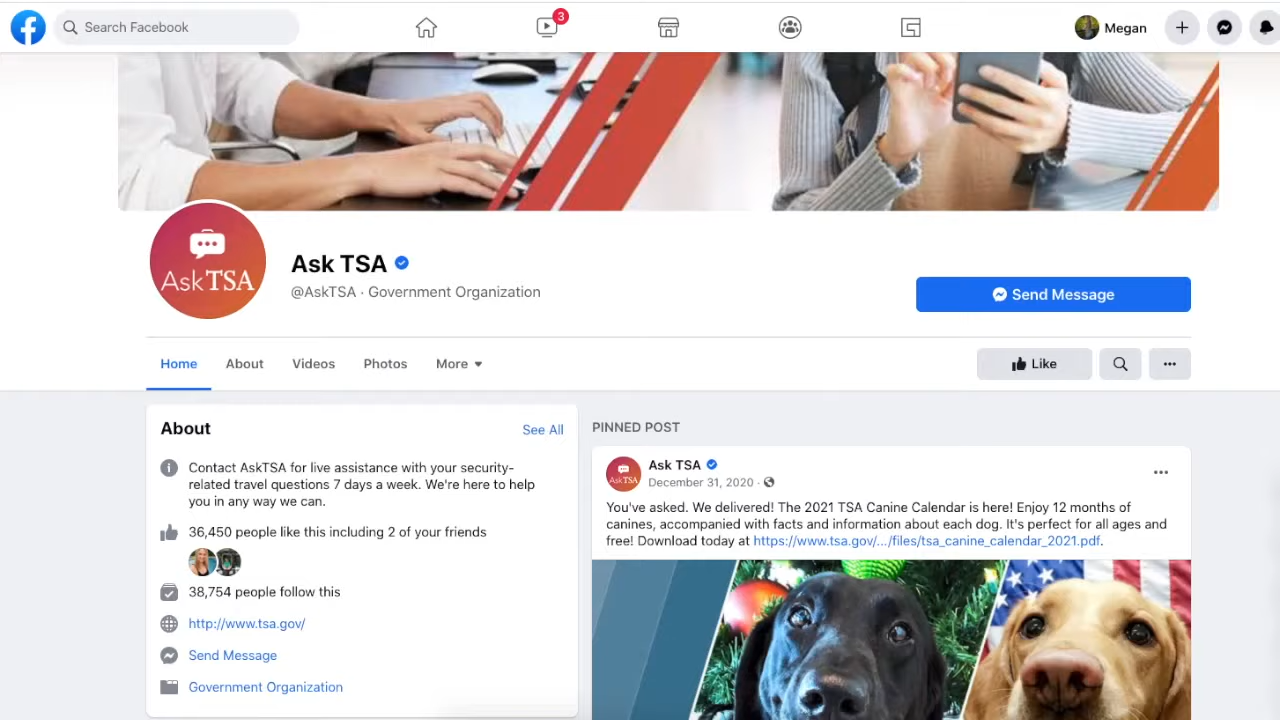 Search Facebook
3
Megan
AskTSA
Ask TSA
@AskTSA · Government Organization
Send Message
Home
About
Videos
Photos
More
Like
About
See All
Contact AskTSA for live assistance with your security-
related travel questions 7 days a week. We're here to help
you in any way we can.
36,450 people like this including 2 of your friends
38,754 people follow this
http://www.tsa.gov/
Send Message
Government Organization
PINNED POST
AskTSA
Ask TSA
December 31, 2020 ·
You've asked. We delivered! The 2021 TSA Canine Calendar is here! Enjoy 12 months of
canines, accompanied with facts and information about each dog. It's perfect for all ages and
free! Download today at https://www.tsa.gov/.../files/tsa_canine_calendar_2021.pdf.